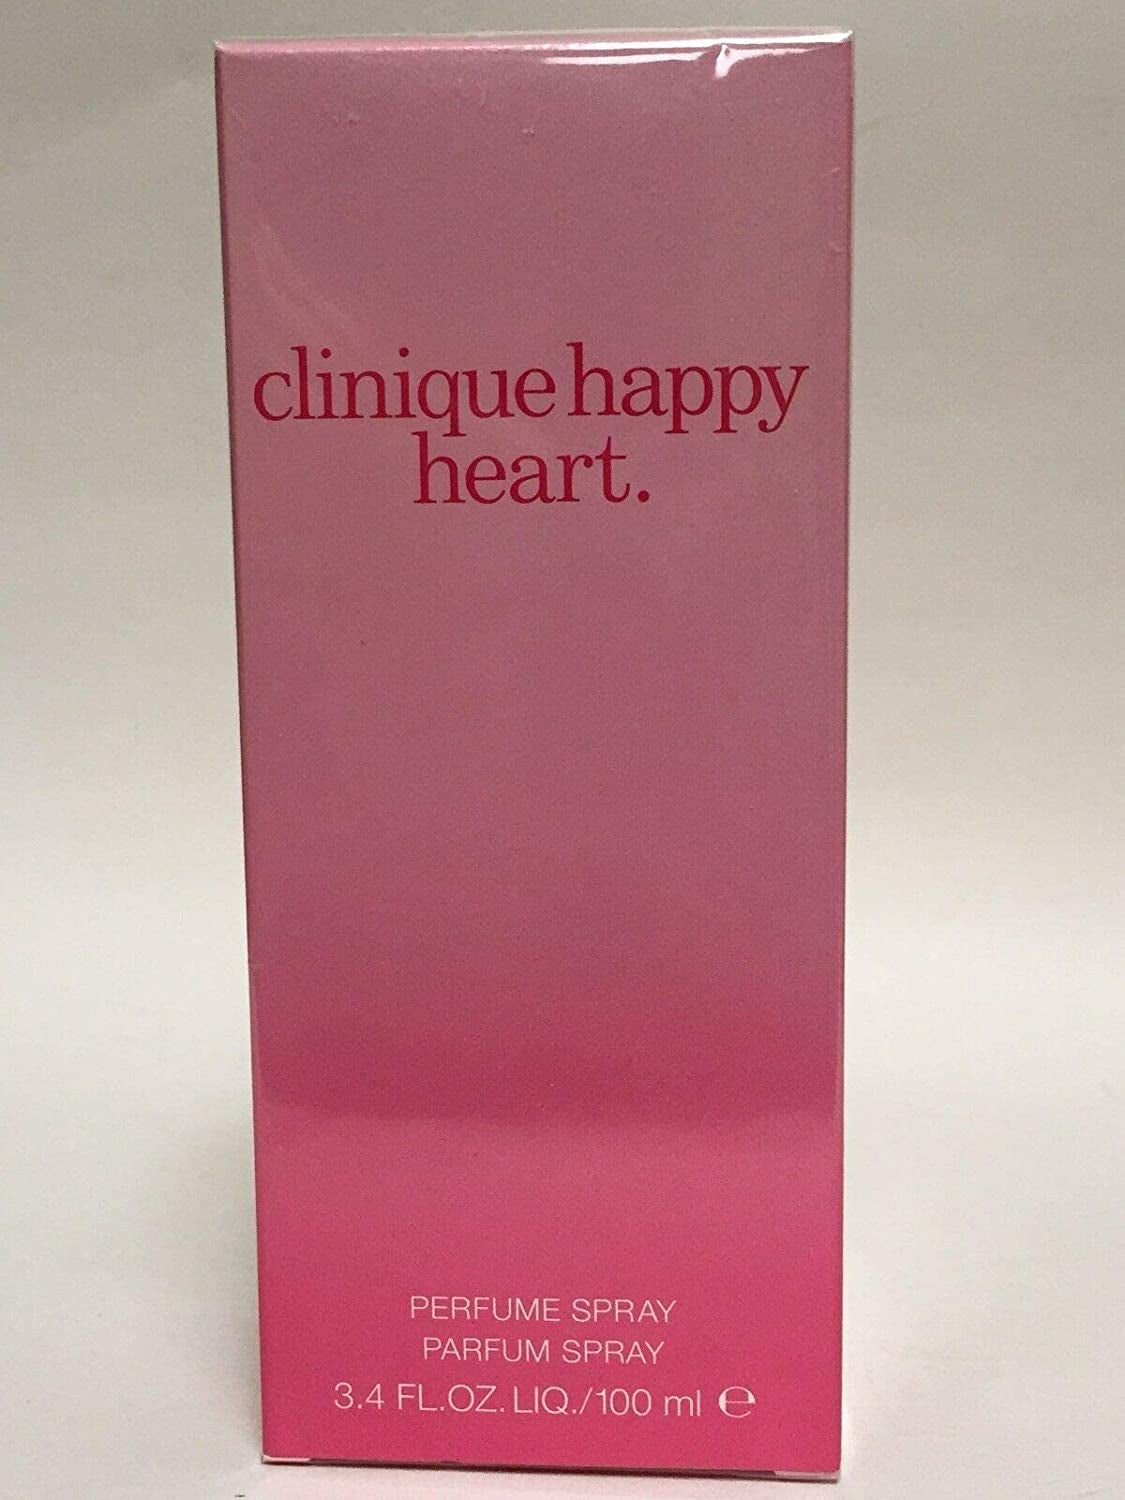 clinique happy
heart.
PERFUME SPRAY
PARFUM SPRAY
3.4 FL.OZ. LIQ./100 ml ℮